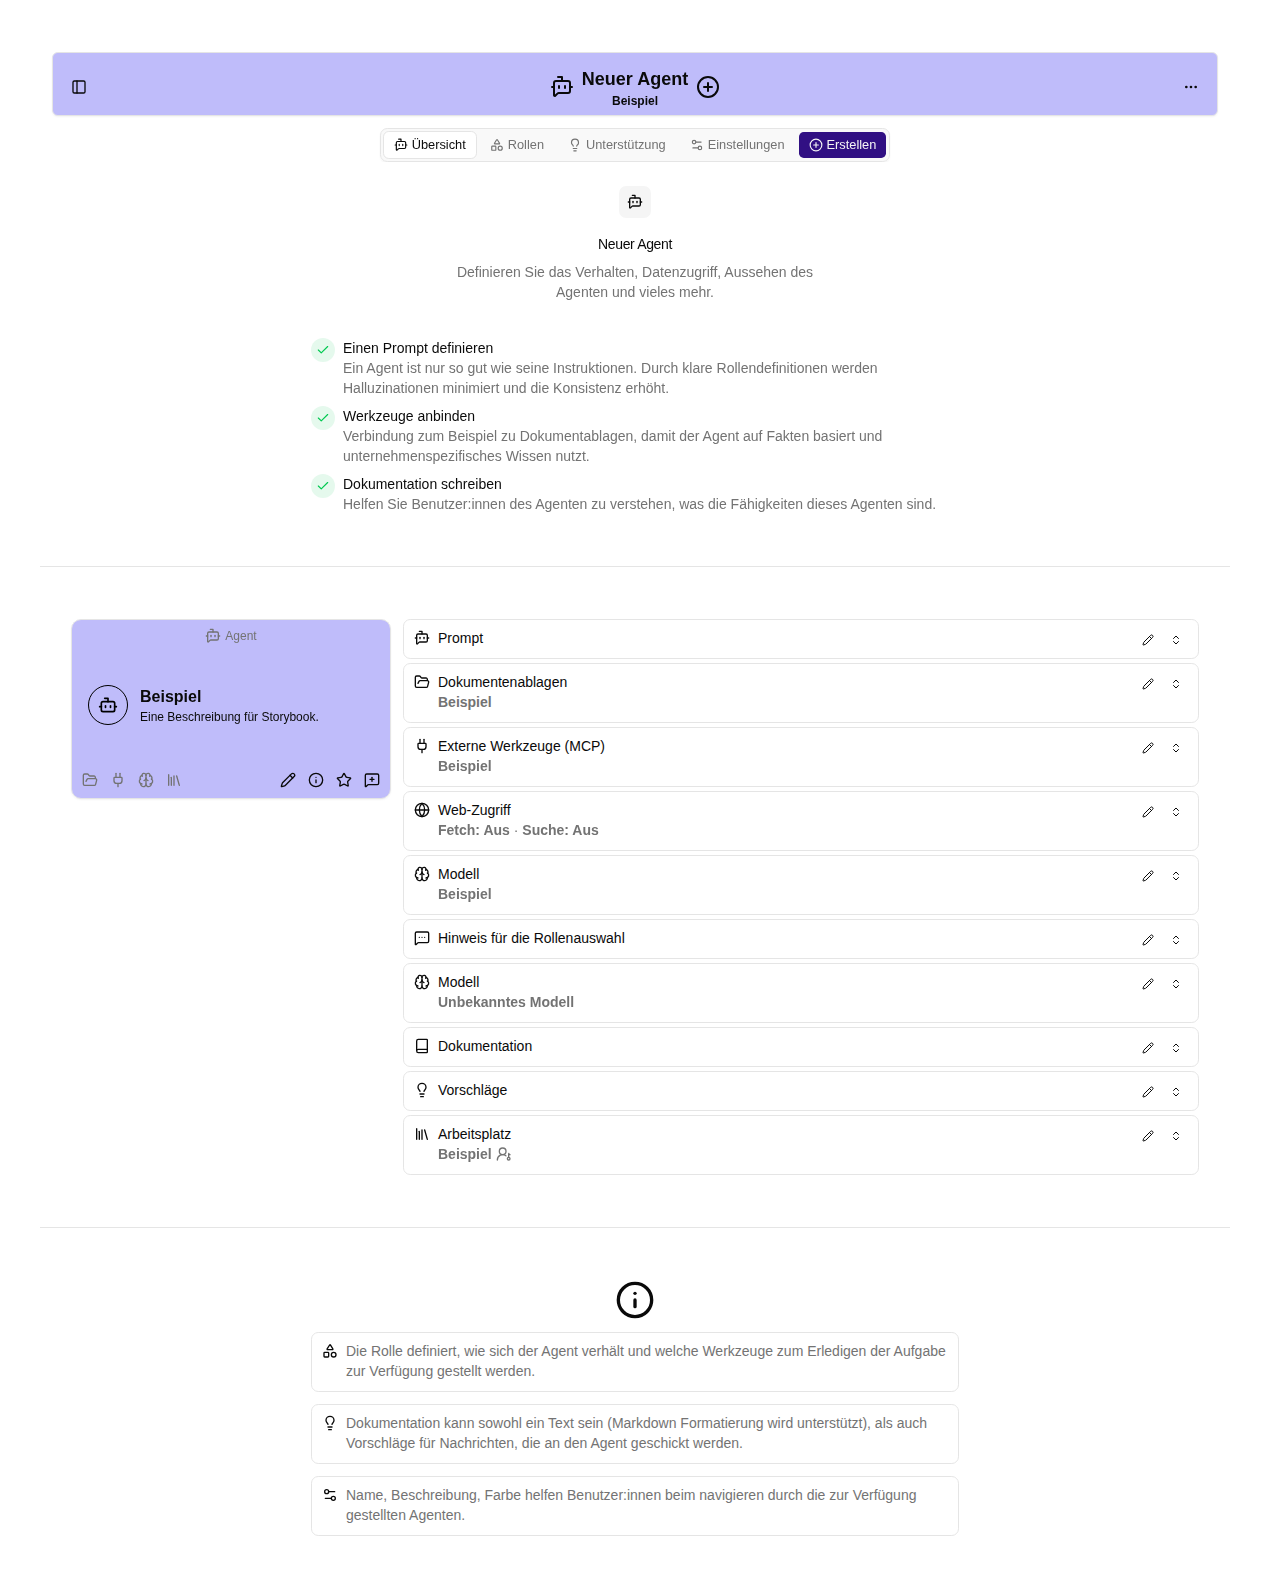 Neuer Agent
Beispiel
Übersicht
Rollen
Unterstützung
Einstellungen
Erstellen
Neuer Agent
Definieren Sie das Verhalten, Datenzugriff, Aussehen des
Agenten und vieles mehr.
Einen Prompt definieren
Ein Agent ist nur so gut wie seine Instruktionen. Durch klare Rollendefinitionen werden
Halluzinationen minimiert und die Konsistenz erhöht.
Werkzeuge anbinden
Verbindung zum Beispiel zu Dokumentablagen, damit der Agent auf Fakten basiert und
unternehmenspezifisches Wissen nutzt.
Dokumentation schreiben
Helfen Sie Benutzer:innen des Agenten zu verstehen, was die Fähigkeiten dieses Agenten sind.
Agent
Beispiel
Eine Beschreibung für Storybook.
Prompt
Dokumentenablagen
Beispiel
Externe Werkzeuge (MCP)
Beispiel
Web-Zugriff
Fetch: Aus · Suche: Aus
Modell
Beispiel
Hinweis für die Rollenauswahl
Modell
Unbekanntes Modell
Dokumentation
Vorschläge
Arbeitsplatz
Beispiel
Die Rolle definiert, wie sich der Agent verhält und welche Werkzeuge zum Erledigen der Aufgabe
zur Verfügung gestellt werden.
Dokumentation kann sowohl ein Text sein (Markdown Formatierung wird unterstützt), als auch
Vorschläge für Nachrichten, die an den Agent geschickt werden.
Name, Beschreibung, Farbe helfen Benutzer:innen beim navigieren durch die zur Verfügung
gestellten Agenten.